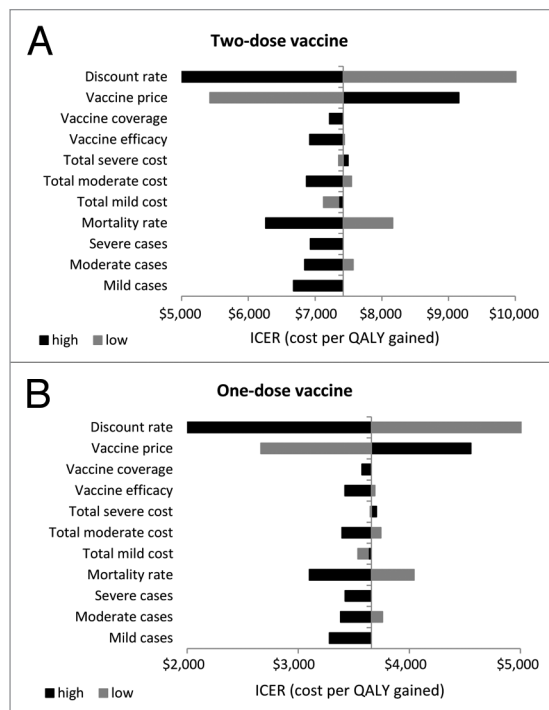 A
Two-dose vaccine
Discount rate
Vaccine price
Vaccine coverage
Vaccine efficacy
Total severe cost
Total moderate cost
Total mild cost
Mortality rate
Severe cases
Moderate cases
Mild cases
$5,000 $6,000 $7,000 $8,000 $9,000 $10,000
high low ICER (cost per QALY gained)
B
One-dose vaccine
Discount rate
Vaccine price
Vaccine coverage
Vaccine efficacy
Total severe cost
Total moderate cost
Total mild cost
Mortality rate
Severe cases
Moderate cases
Mild cases
$2,000 $3,000 $4,000 $5,000
high low ICER (cost per QALY gained)